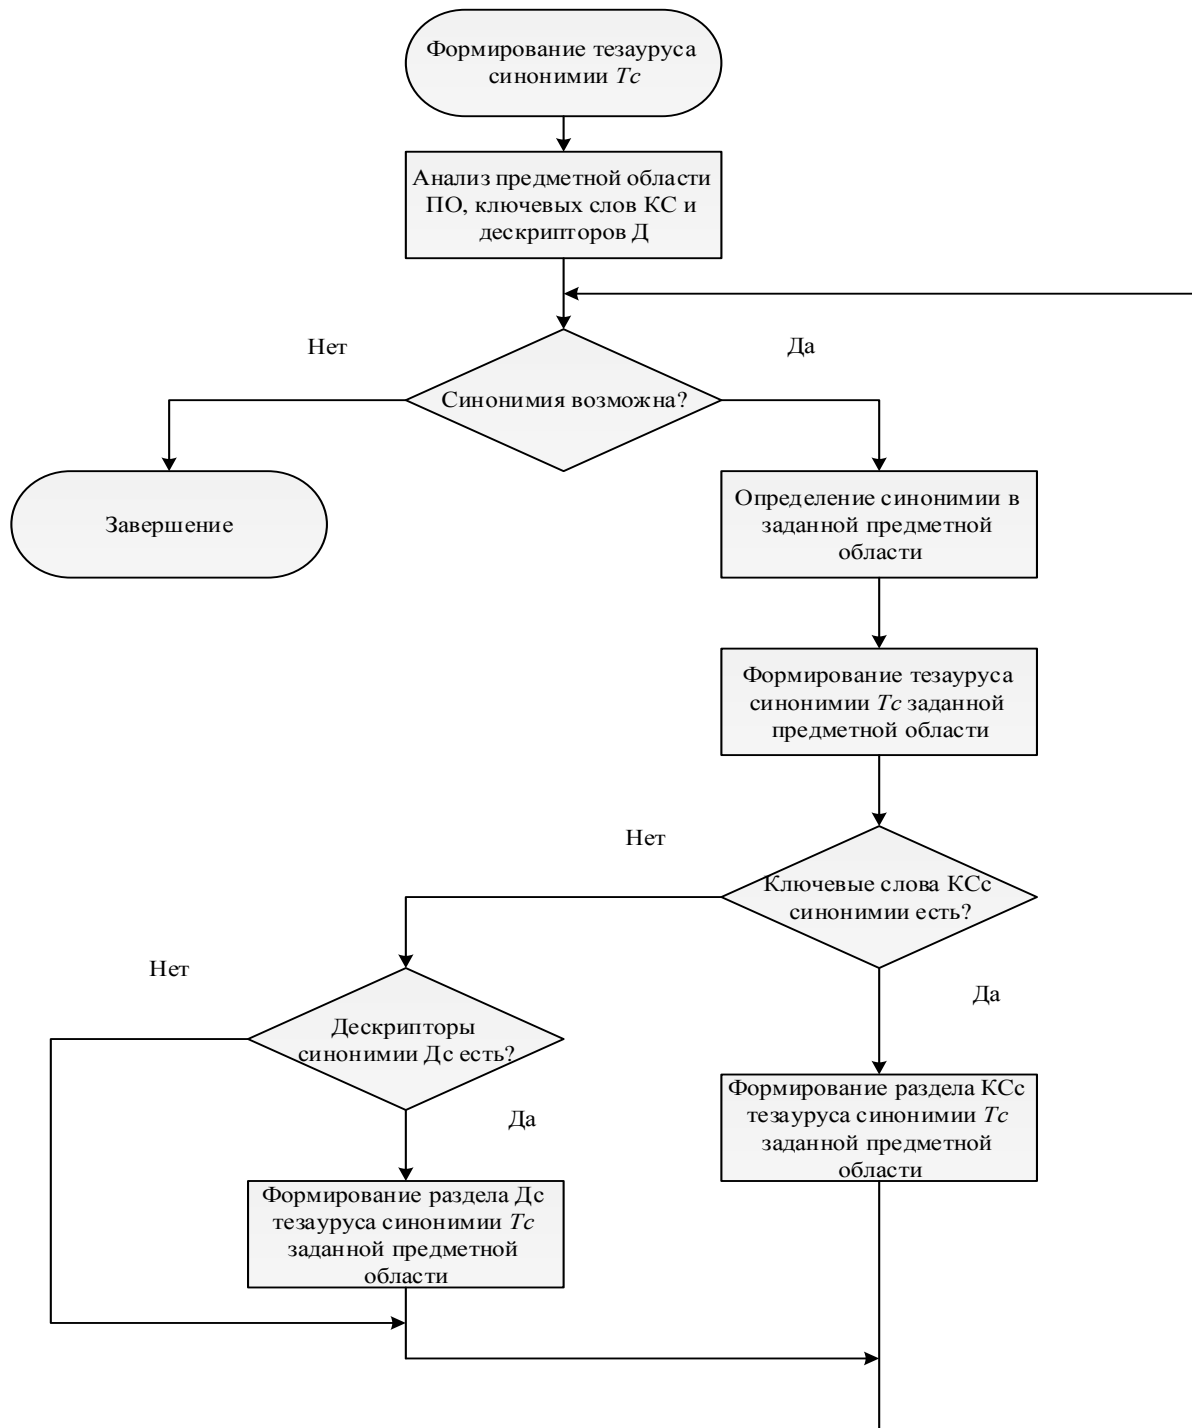 Формирование тезауруса
синонимии Тс
Анализ предметной области
ПО, ключевых слов КС и
дескрипторов Д
Нет
Да
Синонимия возможна?
Завершение
Определение синонимии в
заданной предметной
области
Формирование тезауруса
синонимии Тс заданной
предметной области
Нет
Ключевые слова КСс
синонимии есть?
Нет
Да
Дескрипторы
синонимии Дс есть?
Да
Формирование раздела КСс
тезауруса синонимии Тс
заданной предметной
области
Формирование раздела Дс
тезауруса синонимии Тс
заданной предметной
области